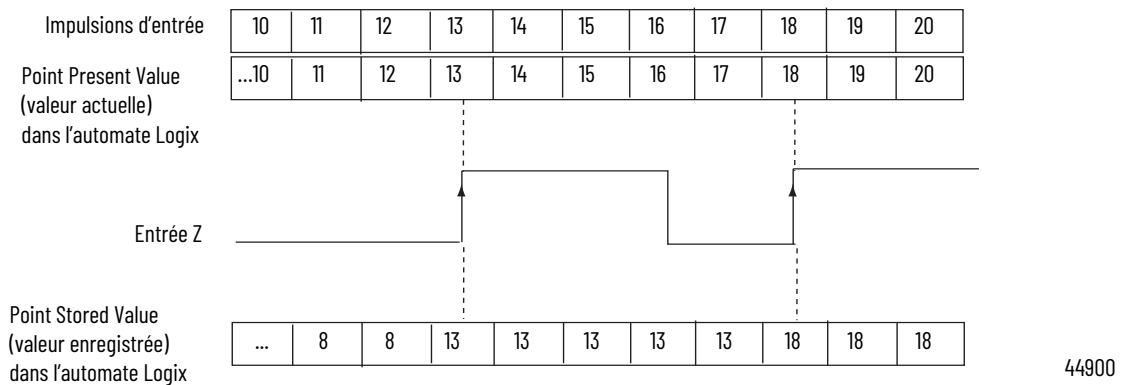 Impulsions d'entrée 10 11 12 13 14 15 16 17 18 19 20
Point Present Value
(valeur actuelle)
dans l'automate Logix
...10 11 12 13 14 15 16 17 18 19 20
Entrée Z
Point Stored Value
(valeur enregistrée)
dans l'automate Logix
... 8 8 13 13 13 13 13 18 18 18
44900